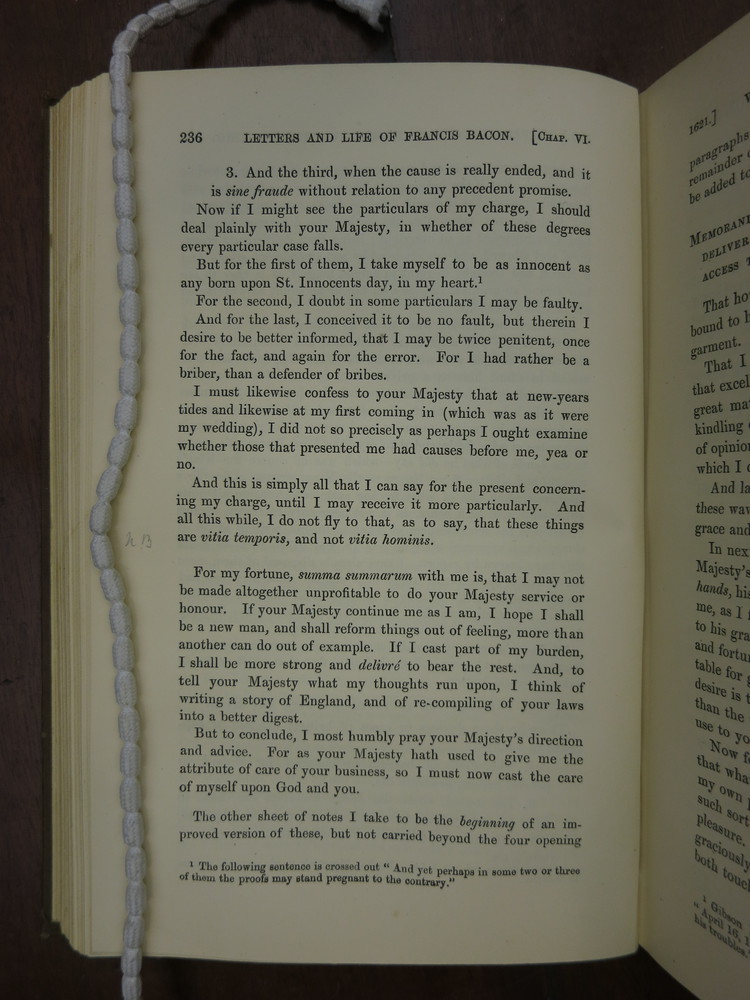 236 LETTERS AND LIFE OF FRANCIS BACON. [CHAP. VI.
3. And the third, when the cause is really ended, and it
is sine fraude without relation to any precedent promise.
Now if I might see the particulars of my charge, I should
deal plainly with your Majesty, in whether of these degrees
every particular case falls.
But for the first of them, I take myself to be as innocent as
any born upon St. Innocents day, in my heart.¹
For the second, I doubt in some particulars I may be faulty.
And for the last, I conceived it to be no fault, but therein I
desire to be better informed, that I may be twice penitent, once
for the fact, and again for the error. For I had rather be a
briber, than a defender of bribes.
I must likewise confess to your Majesty that at new-years
tides and likewise at my first coming in (which was as it were
my wedding), I did not so precisely as perhaps I ought examine
whether those that presented me had causes before me, yea or
no.
And this is simply all that I can say for the present concern-
ing my charge, until I may receive it more particularly. And
all this while, I do not fly to that, as to say, that these things
are vitia temporis, and not vitia hominis.
For my fortune, summa summarum with me is, that I may not
be made altogether unprofitable to do your Majesty service or
honour. If your Majesty continue me as I am, I hope I shall
be a new man, and shall reform things out of feeling, more than
another can do out of example. If I cast part of my burden,
I shall be more strong and delivré to bear the rest. And, to
tell your Majesty what my thoughts run upon, I think of
writing a story of England, and of re-compiling of your laws
into a better digest.
But to conclude, I most humbly pray your Majesty's direction
and advice. For as your Majesty hath used to give me the
attribute of care of your business, so I must now cast the care
of myself upon God and you.
The other sheet of notes I take to be the beginning of an im-
proved version of these, but not carried beyond the four opening
¹ The following sentence is crossed out "And yet perhaps in some two or three
of them the proofs may stand pregnant to the contrary."
1621.]
paragraphs
remainder
be added to
ACCESS
That
bound to
garment.
That I
that
great
kindling
of
which I
And
these
grace and
In
Majesty's
hands, his
me, as I
to his
and
table for
desire is
than the
use to
Now
that
my own
such sort
pleasure.
graciously
both
¹ Gibson
"April 16,
his troubles.